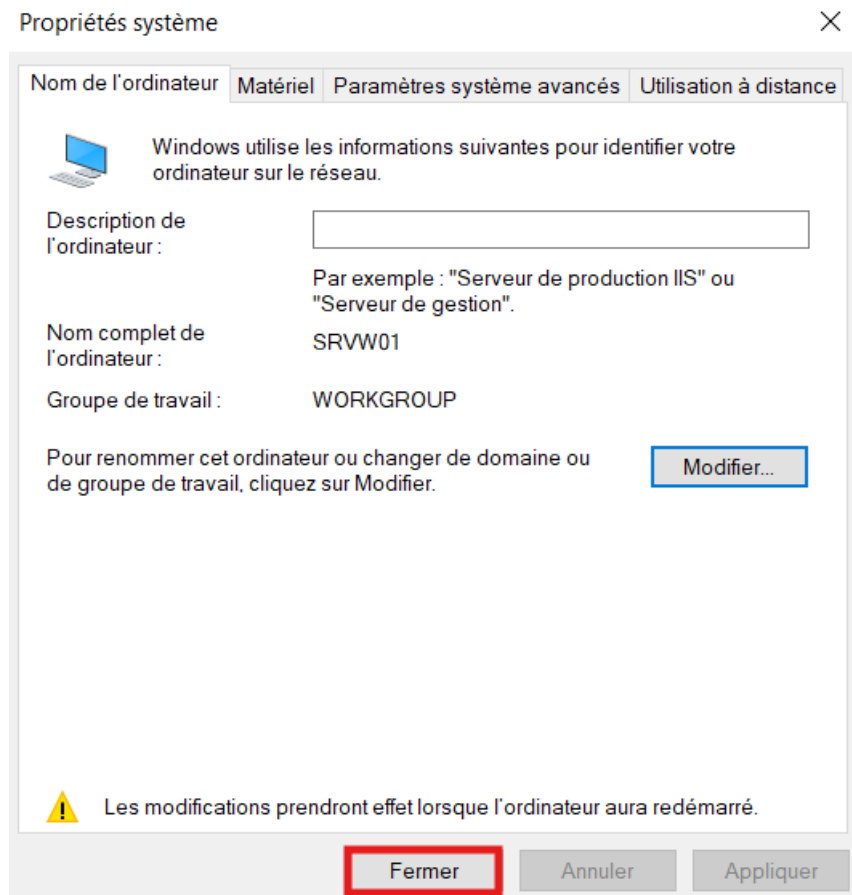 Propriétés système
Nom de l'ordinateur Matériel Paramètres système avancés Utilisation à distance
Windows utilise les informations suivantes pour identifier votre
ordinateur sur le réseau.
Description de
l'ordinateur :
Par exemple : "Serveur de production IIS" ou
"Serveur de gestion".
Nom complet de
l'ordinateur :
SRVW01
Groupe de travail : WORKGROUP
Pour renommer cet ordinateur ou changer de domaine ou
de groupe de travail, cliquez sur Modifier.
Modifier...
Les modifications prendront effet lorsque l'ordinateur aura redémarré.
Fermer Annuler Appliquer